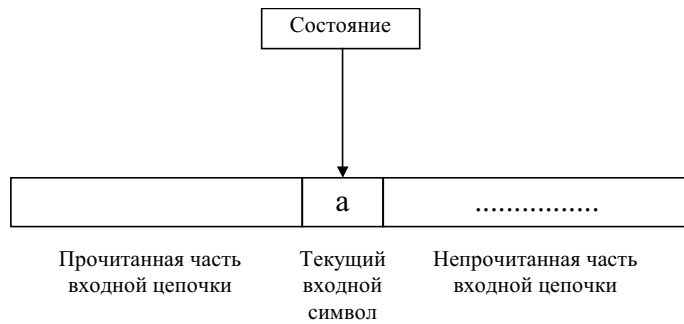 Состояние
а
................
Прочитанная часть
входной цепочки
Текущий
входной
символ
Непрочитанная часть
входной цепочки